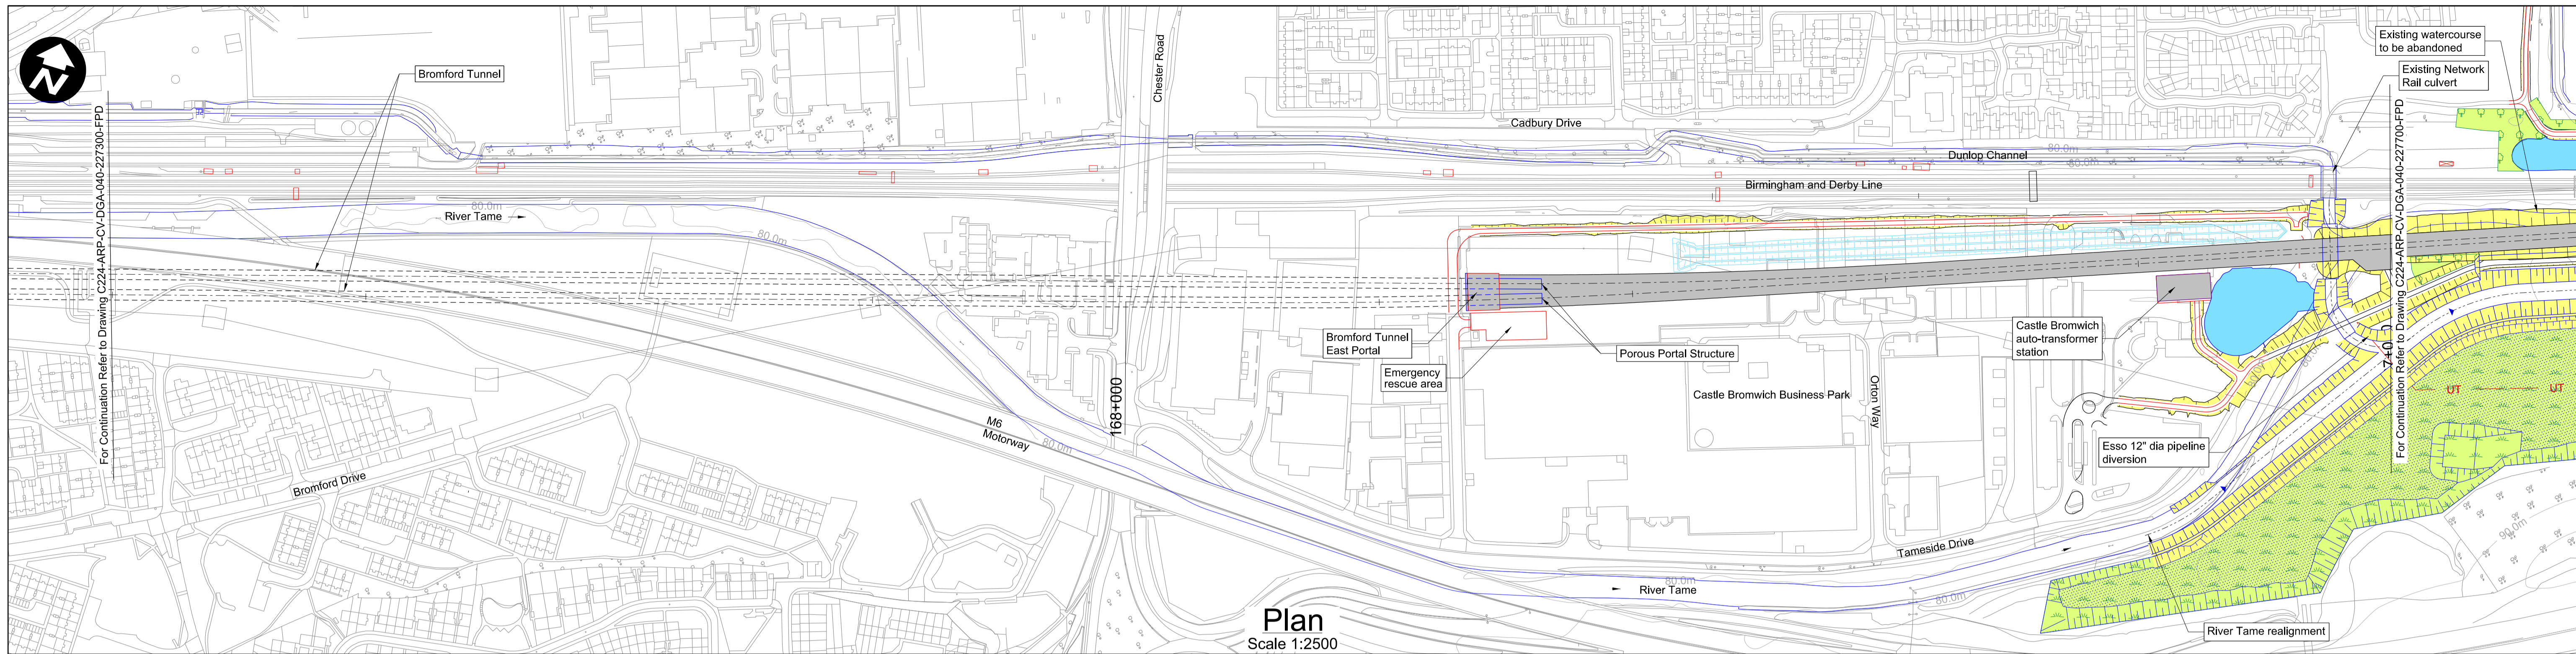 N
Bromford Tunnel
For Continuation Refer to Drawing C224-ARP-CV-DGA-040-227300-FPD
80.0m
River Tame
80.0m
Bromford Drive
M6
Motorway
80.0m
Chester Road
168+000
Cadbury Drive
Dunlop Channel
80.0m
80.0m
Birmingham and Derby Line
Bromford Tunnel
East Portal
Emergency
rescue area
Porous Portal Structure
Castle Bromwich Business Park
Orton Way
Castle Bromwich
auto-transformer
station
Existing watercourse
to be abandoned
Existing Network
Rail culvert
For Continuation Refer to Drawing C224-ARP-CV-DGA-040-227700-FPD
UT
UT
Esso 12" dia pipeline
diversion
Tameside Drive
80.0m
River Tame
80.0m
90.0m
River Tame realignment
Plan
Scale 1:2500